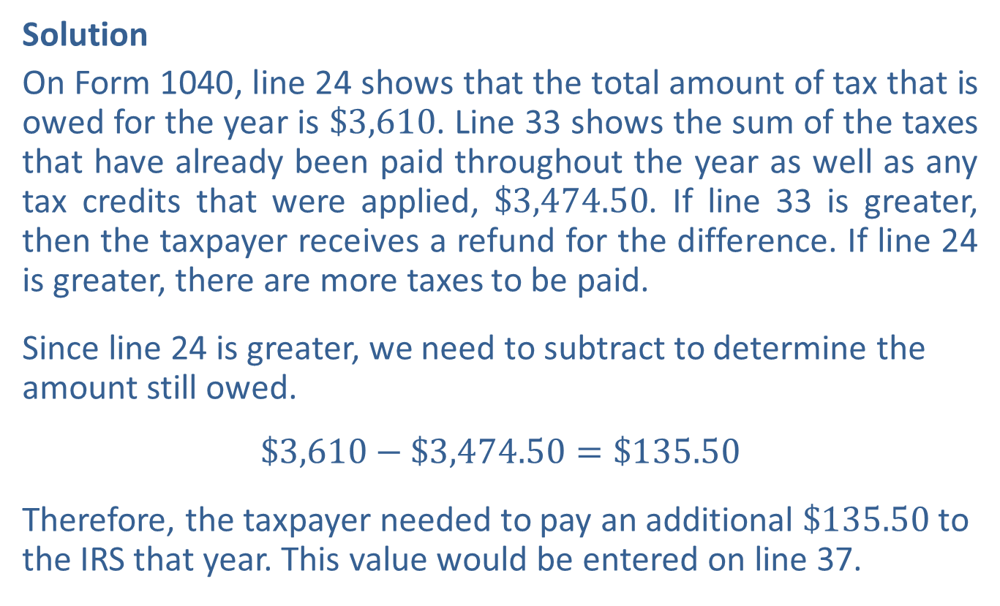 Solution
On Form 1040, line 24 shows that the total amount of tax that is
owed for the year is $3,610. Line 33 shows the sum of the taxes
that have already been paid throughout the year as well as any
tax credits that were applied, $3,474.50. If line 33 is greater,
then the taxpayer receives a refund for the difference. If line 24
is greater, there are more taxes to be paid.
Since line 24 is greater, we need to subtract to determine the
amount still owed.
$3,610 − $3,474.50 = $135.50
Therefore, the taxpayer needed to pay an additional $135.50 to
the IRS that year. This value would be entered on line 37.